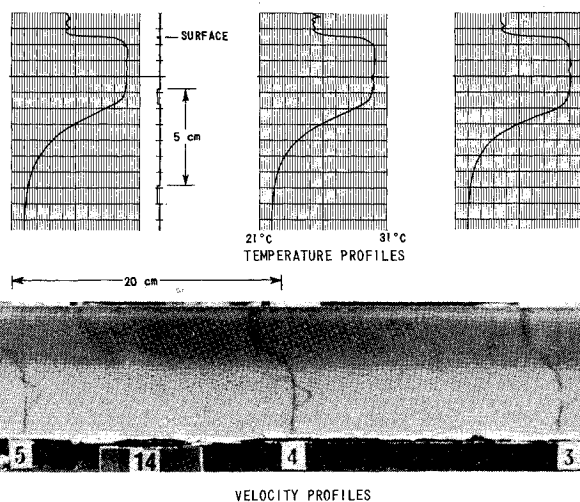 SURFACE
5 cm
21°C 31°C
TEMPERATURE PROFILES
20 cm
5 14 4 3
VELOCITY PROFILES